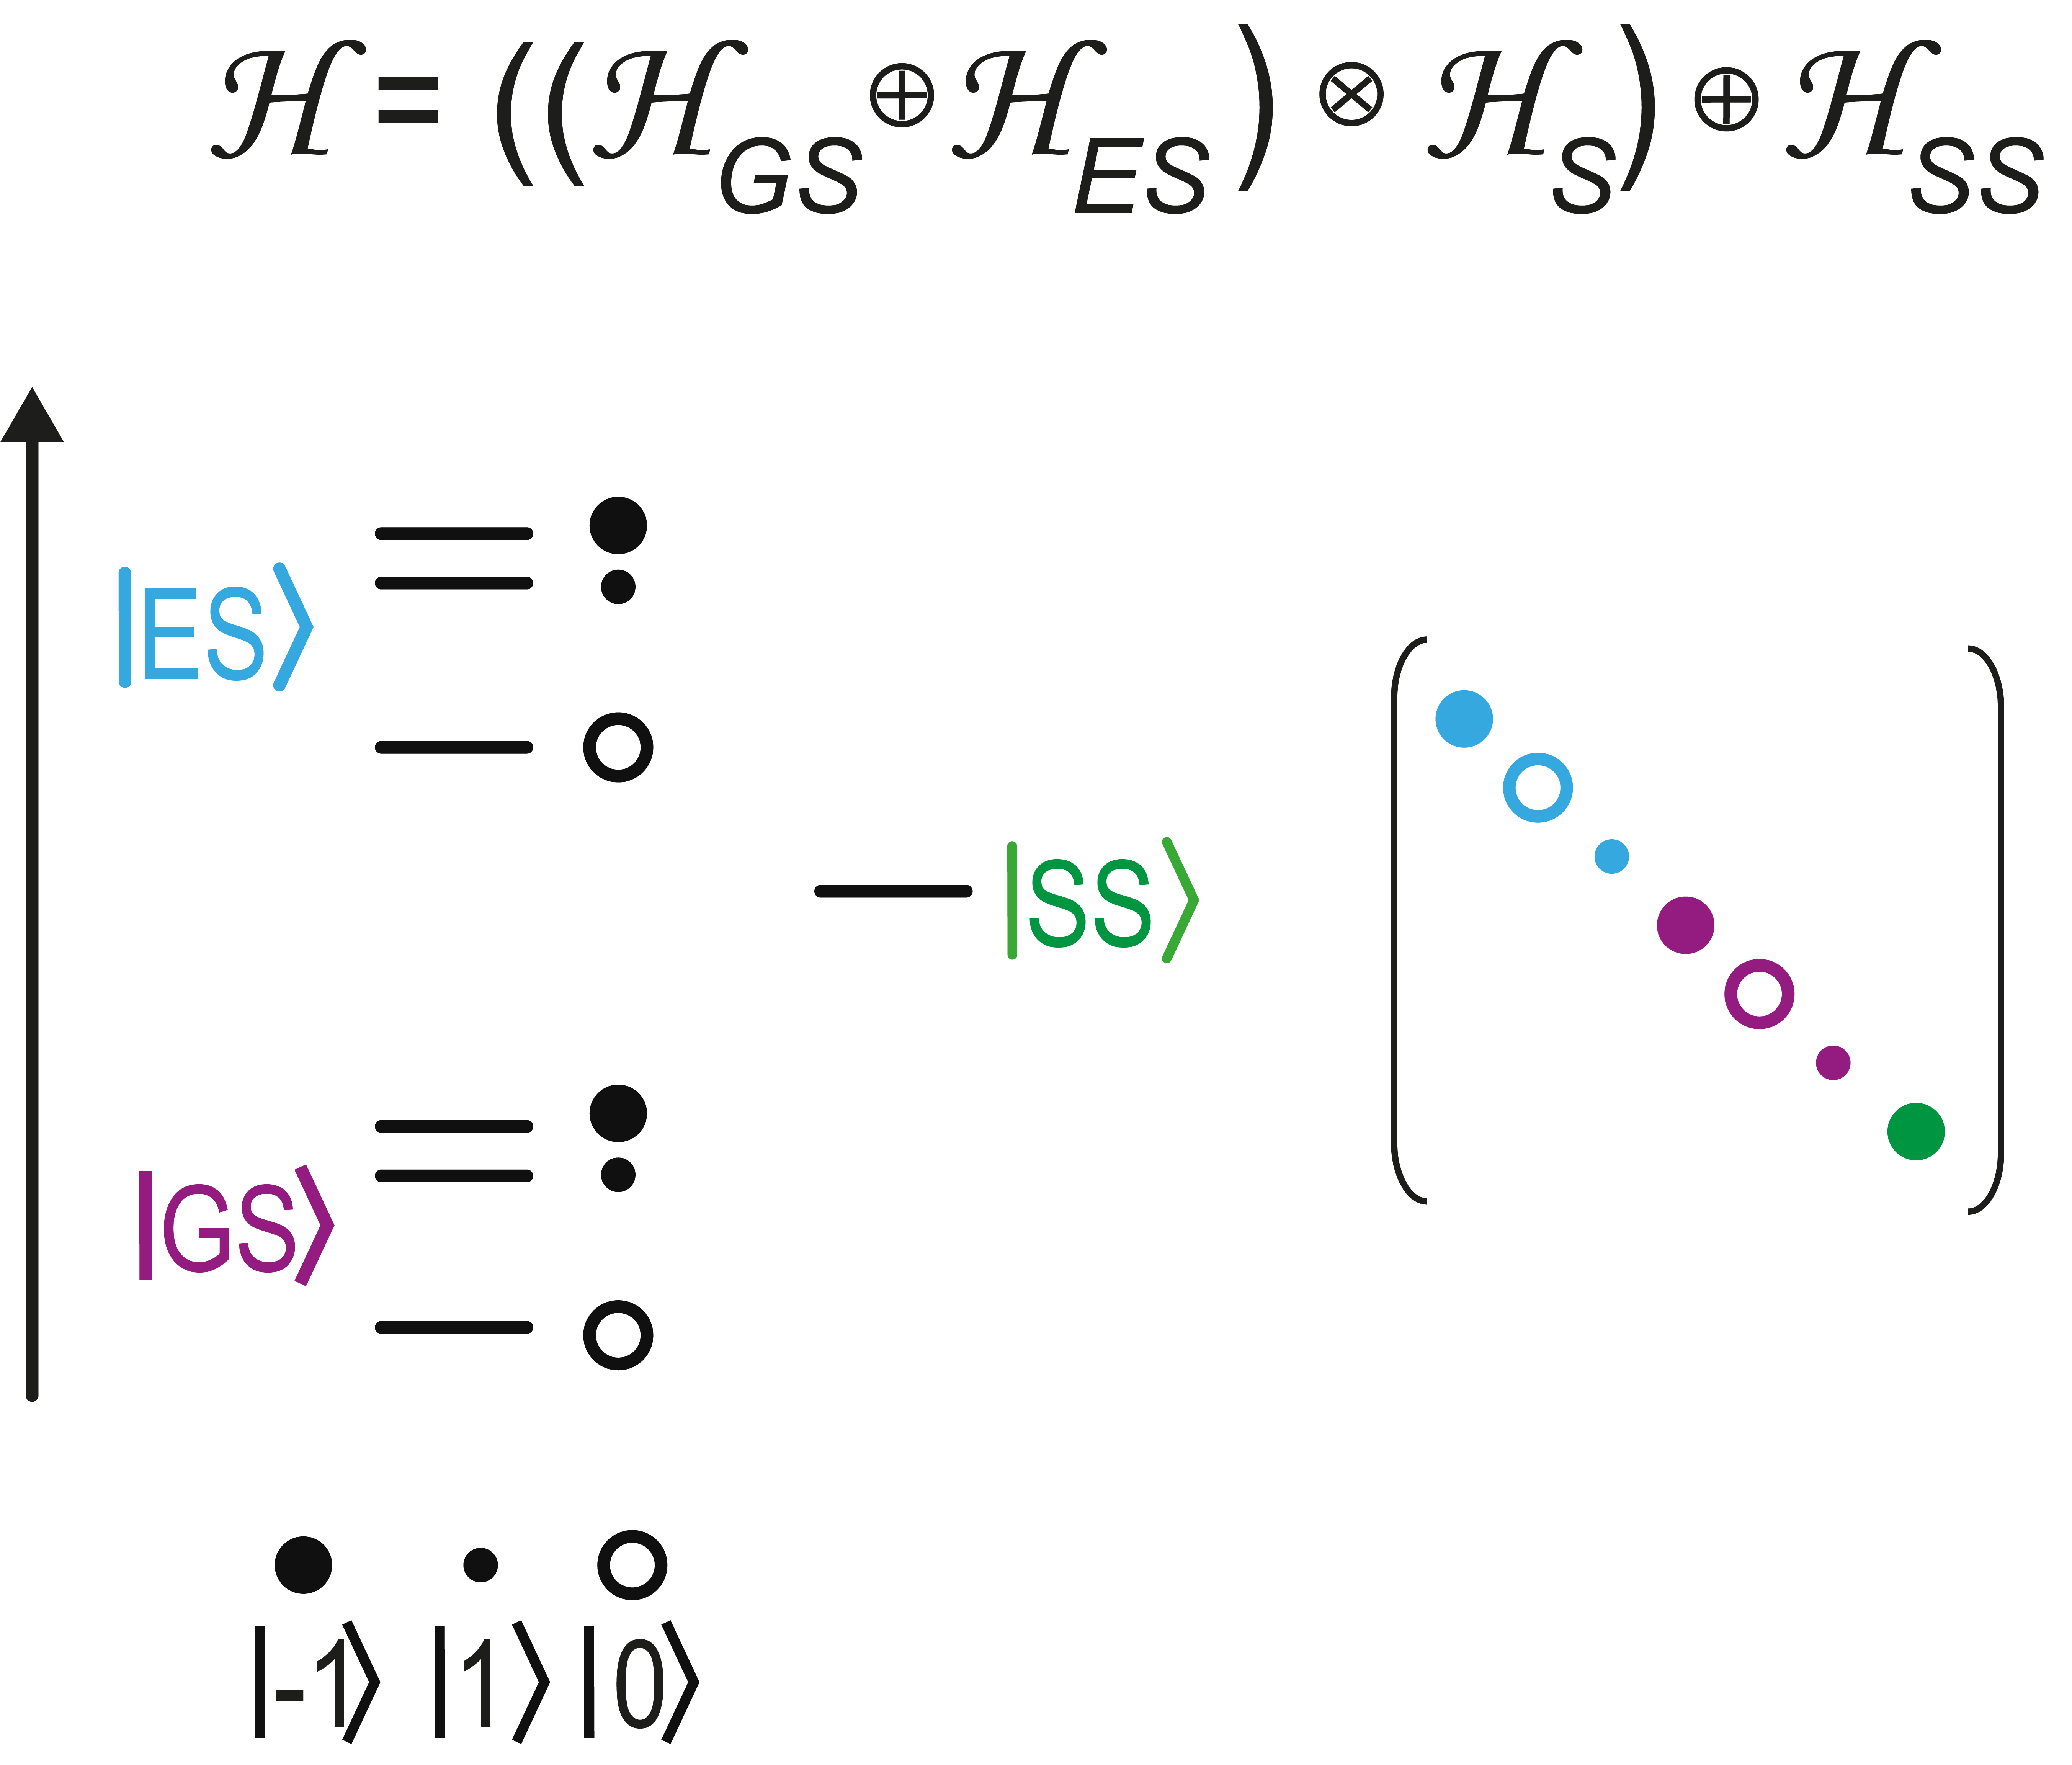 ℋ = ((ℋ_GS ⊕ ℋ_ES) ⊗ ℋ_S) ⊕ ℋ_SS
|ES⟩
|SS⟩
|GS⟩
|-1⟩ |1⟩ |0⟩